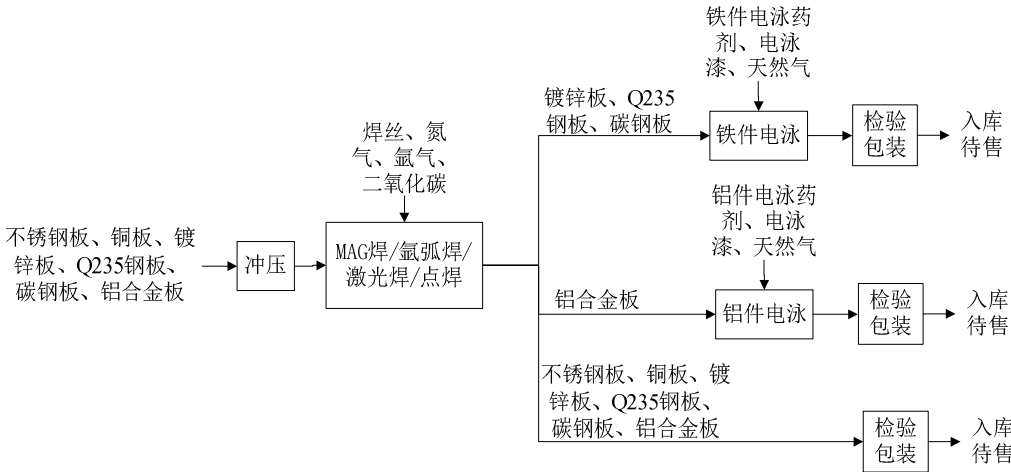 不锈钢板、铜板、镀
锌板、Q235钢板、
碳钢板、铝合金板
冲压
焊丝、氮
气、氩气、
二氧化碳
MAG焊/氩弧焊/
激光焊/点焊
镀锌板、Q235
钢板、碳钢板
铁件电泳药
剂、电泳
漆、天然气
铁件电泳
检验
包装
入库
待售
铝合金板
铝件电泳药
剂、电泳
漆、天然气
铝件电泳
检验
包装
入库
待售
不锈钢板、铜板、镀
锌板、Q235钢板、
碳钢板、铝合金板
检验
包装
入库
待售